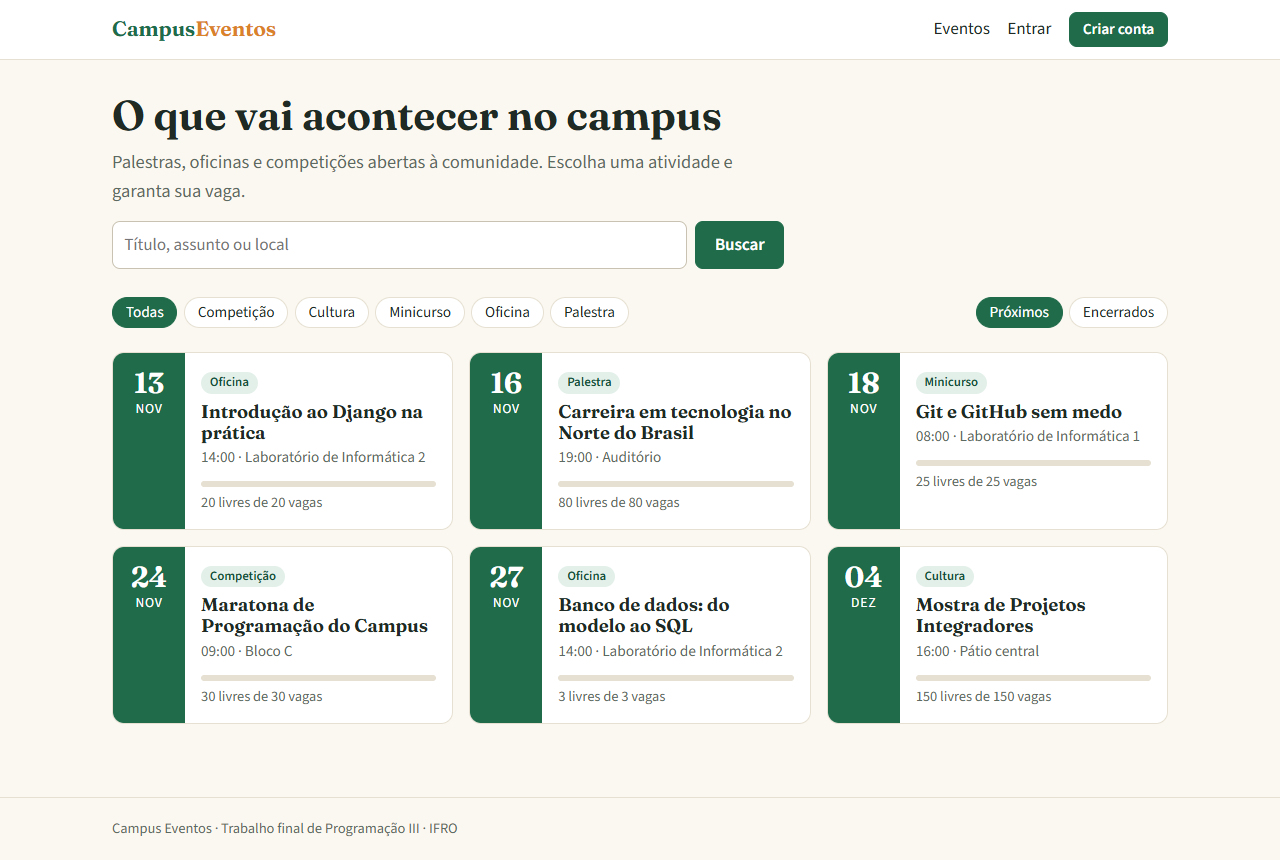 CampusEventos
Eventos Entrar Criar conta
O que vai acontecer no campus
Palestras, oficinas e competições abertas à comunidade. Escolha uma atividade e
garanta sua vaga.
Título, assunto ou local
Buscar
Todas Competição Cultura Minicurso Oficina Palestra
Próximos Encerrados
13
NOV
Oficina
Introdução ao Django na
prática
14:00 · Laboratório de Informática 2
20 livres de 20 vagas
16
NOV
Palestra
Carreira em tecnologia no
Norte do Brasil
19:00 · Auditório
80 livres de 80 vagas
18
NOV
Minicurso
Git e GitHub sem medo
08:00 · Laboratório de Informática 1
25 livres de 25 vagas
24
NOV
Competição
Maratona de
Programação do Campus
09:00 · Bloco C
30 livres de 30 vagas
27
NOV
Oficina
Banco de dados: do
modelo ao SQL
14:00 · Laboratório de Informática 2
3 livres de 3 vagas
04
DEZ
Cultura
Mostra de Projetos
Integradores
16:00 · Pátio central
150 livres de 150 vagas
Campus Eventos · Trabalho final de Programação III · IFRO